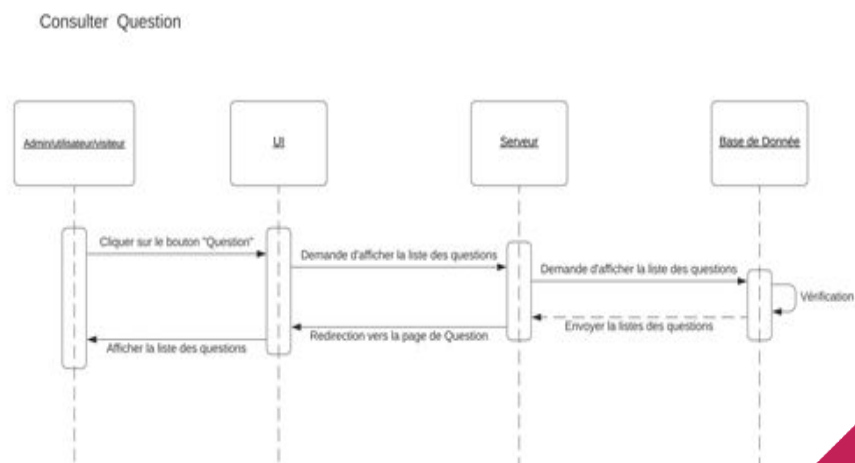 Consulter Question
Admin/utilisateur/visiteur
UI
Serveur
Base de Donnée
Cliquer sur le bouton "Question"
Demande d'afficher la liste des questions
Demande d'afficher la liste des questions
Vérification
Envoyer la listes des questions
Redirection vers la page de Question
Afficher la liste des questions